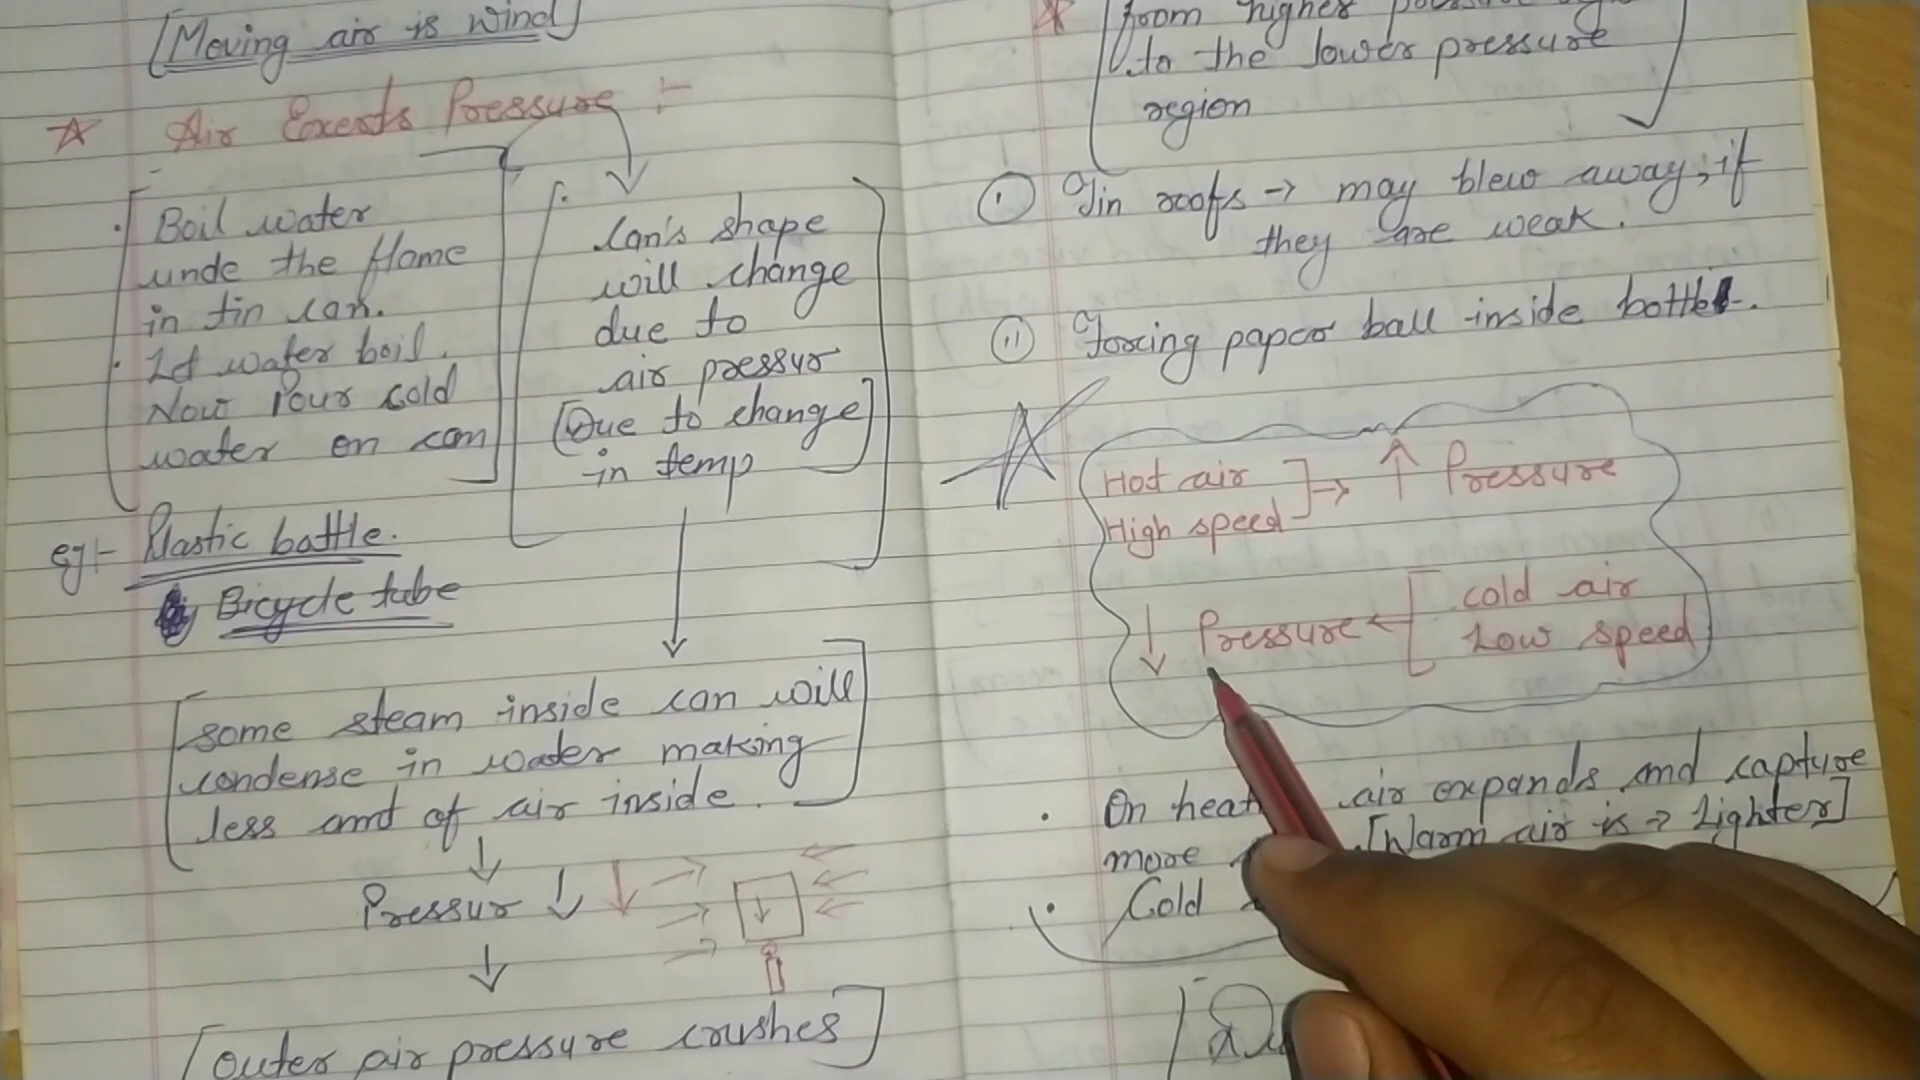 [Moving air is wind]
☆ Air Exerts Pressure :-
. Boil water
unde the flame
in tin can.
. Let water boil.
Now Pour cold
water on can
. Can's shape
will change
due to
air pressur
[Due to change]
in temp
eg:- Plastic bottle.
Bicycle tube
[some steam inside can will
condense in water making
less amt of air inside.]
↓
Pressur ↓ ↓
↓
[Outer air pressure crushes]
from higher
to the lower pressure
region
(i) Tin roofs → may blew away, if
they are weak.
(ii) Forcing paper ball inside bottle.
Hot air
High speed] → ↑ Pressure
↓ Pressure ← [cold air
Low speed
. On heat air expands and capture
more [Warm air is → Lighter]
. Cold